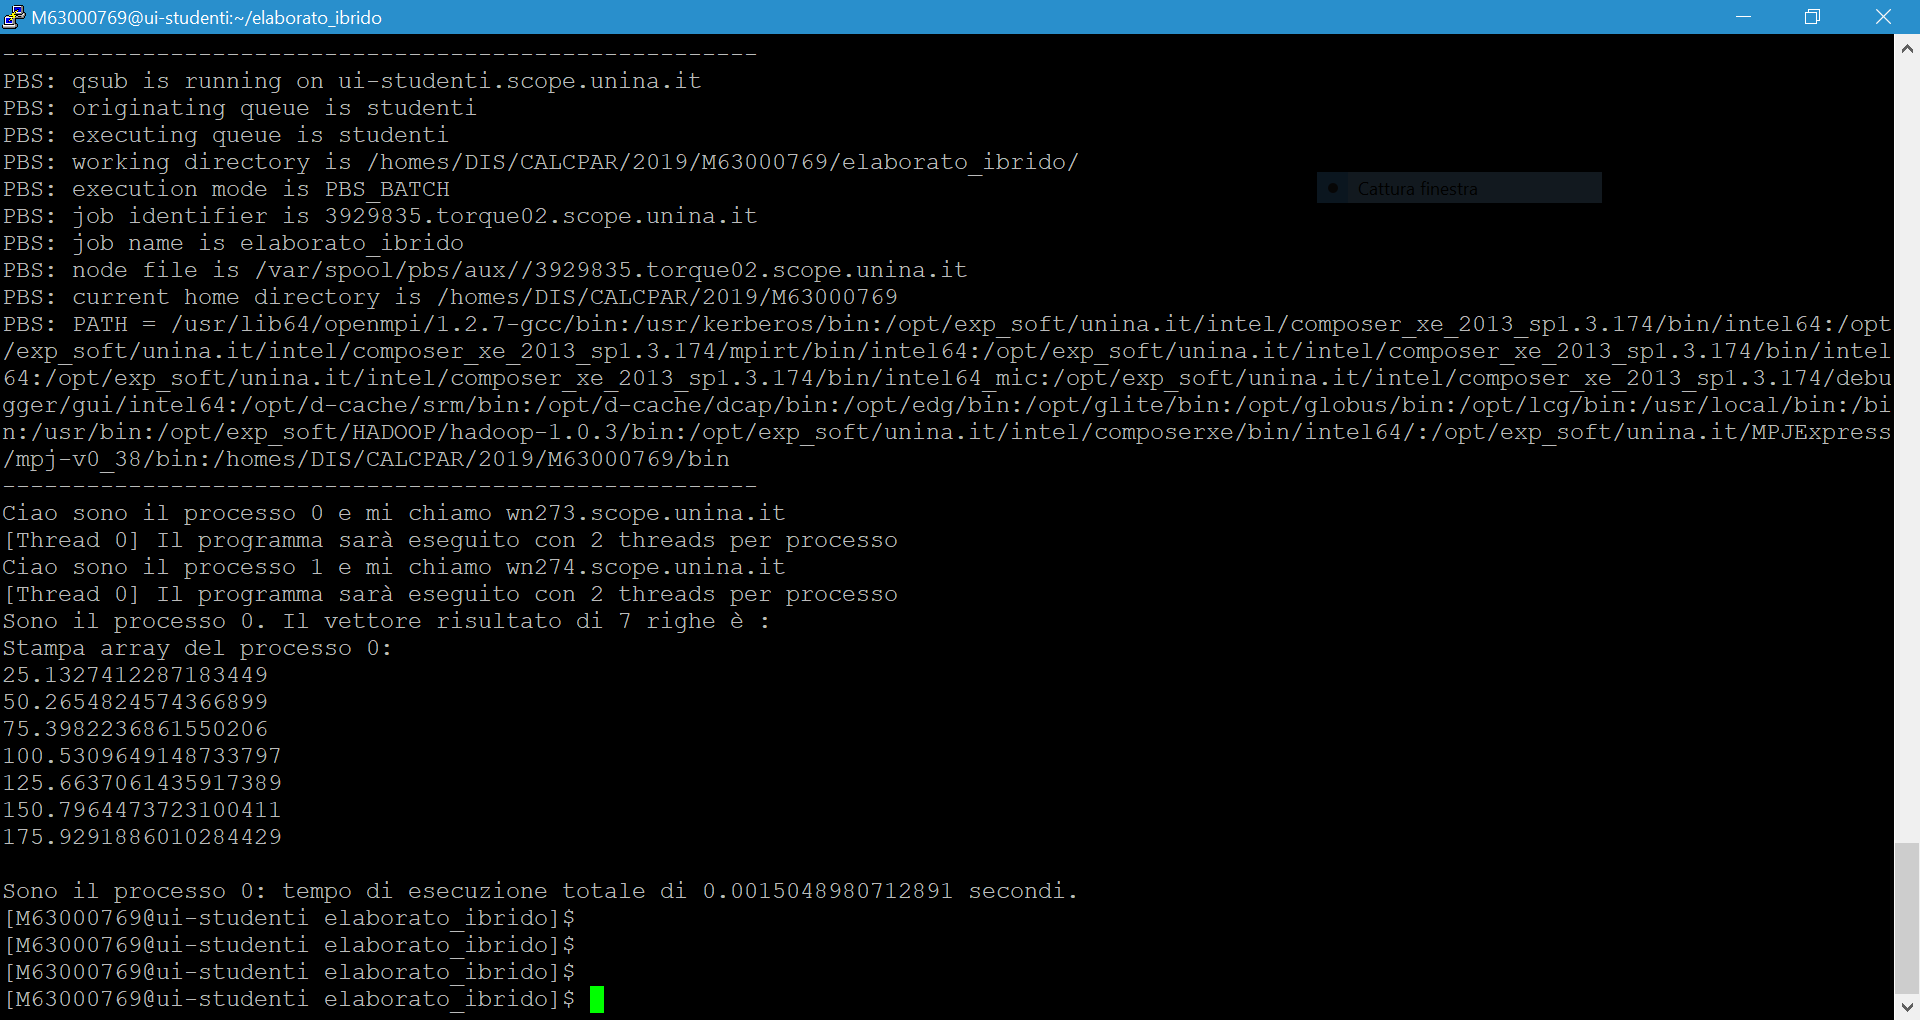 M63000769@ui-studenti:~/elaborato_ibrido
------------------------------------------------------
PBS: qsub is running on ui-studenti.scope.unina.it
PBS: originating queue is studenti
PBS: executing queue is studenti
PBS: working directory is /homes/DIS/CALCPAR/2019/M63000769/elaborato_ibrido/
PBS: execution mode is PBS_BATCH
Cattura finestra
PBS: job identifier is 3929835.torque02.scope.unina.it
PBS: job name is elaborato_ibrido
PBS: node file is /var/spool/pbs/aux//3929835.torque02.scope.unina.it
PBS: current home directory is /homes/DIS/CALCPAR/2019/M63000769
PBS: PATH = /usr/lib64/openmpi/1.2.7-gcc/bin:/usr/kerberos/bin:/opt/exp_soft/unina.it/intel/composer_xe_2013_sp1.3.174/bin/intel64:/opt
/exp_soft/unina.it/intel/composer_xe_2013_sp1.3.174/mpirt/bin/intel64:/opt/exp_soft/unina.it/intel/composer_xe_2013_sp1.3.174/bin/intel
64:/opt/exp_soft/unina.it/intel/composer_xe_2013_sp1.3.174/bin/intel64_mic:/opt/exp_soft/unina.it/intel/composer_xe_2013_sp1.3.174/debu
gger/gui/intel64:/opt/d-cache/srm/bin:/opt/d-cache/dcap/bin:/opt/edg/bin:/opt/glite/bin:/opt/globus/bin:/opt/lcg/bin:/usr/local/bin:/bi
n:/usr/bin:/opt/exp_soft/HADOOP/hadoop-1.0.3/bin:/opt/exp_soft/unina.it/intel/composerxe/bin/intel64/:/opt/exp_soft/unina.it/MPJExpress
/mpj-v0_38/bin:/homes/DIS/CALCPAR/2019/M63000769/bin
------------------------------------------------------
Ciao sono il processo 0 e mi chiamo wn273.scope.unina.it
[Thread 0] Il programma sarà eseguito con 2 threads per processo
Ciao sono il processo 1 e mi chiamo wn274.scope.unina.it
[Thread 0] Il programma sarà eseguito con 2 threads per processo
Sono il processo 0. Il vettore risultato di 7 righe è :
Stampa array del processo 0:
25.1327412287183449
50.2654824574366899
75.3982236861550206
100.5309649148733797
125.6637061435917389
150.7964473723100411
175.9291886010284429
Sono il processo 0: tempo di esecuzione totale di 0.0015048980712891 secondi.
[M63000769@ui-studenti elaborato_ibrido]$
[M63000769@ui-studenti elaborato_ibrido]$
[M63000769@ui-studenti elaborato_ibrido]$
[M63000769@ui-studenti elaborato_ibrido]$